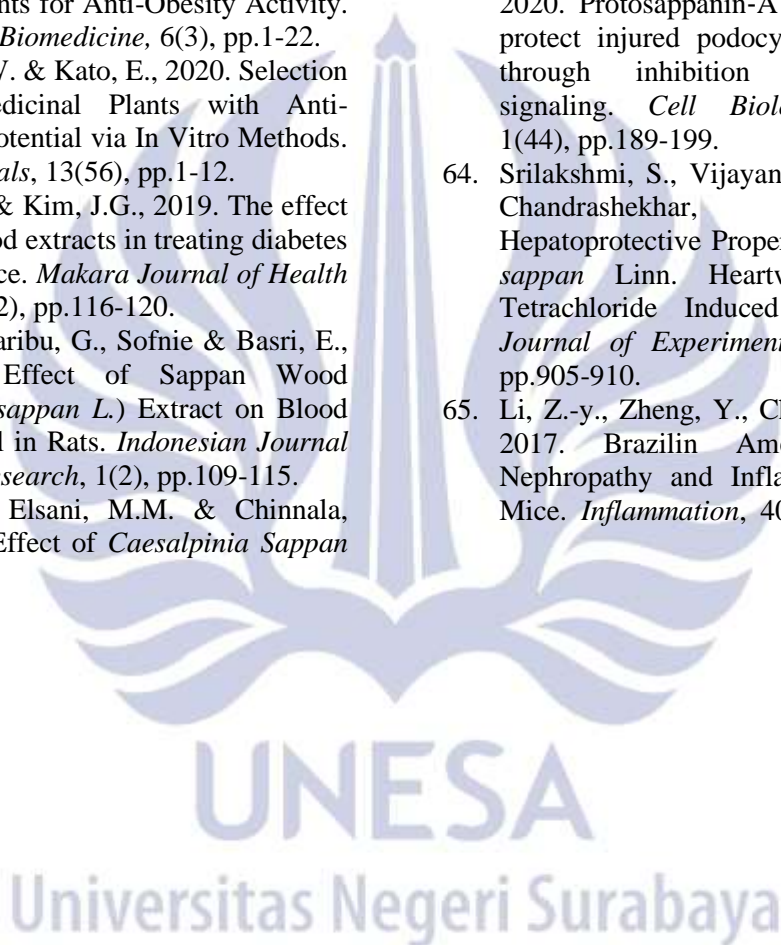 nts for Anti-Obesity Activity.
Biomedicine, 6(3), pp.1-22.
. & Kato, E., 2020. Selection
edicinal Plants with Anti-
otential via In Vitro Methods.
als, 13(56), pp.1-12.
& Kim, J.G., 2019. The effect
od extracts in treating diabetes
ce. Makara Journal of Health
2), pp.116-120.
aribu, G., Sofnie & Basri, E.,
Effect of Sappan Wood
sappan L.) Extract on Blood
l in Rats. Indonesian Journal
search, 1(2), pp.109-115.
Elsani, M.M. & Chinnala,
Effect of Caesalpinia Sappan
2020. Protosappanin-A
protect injured podocy
through inhibition
signaling. Cell Biol
1(44), pp.189-199.
64. Srilakshmi, S., Vijayan
Chandrashekhar,
Hepatoprotective Prope
sappan Linn. Heartv
Tetrachloride Induced
Journal of Experimen
pp.905-910.
65. Li, Z.-y., Zheng, Y., Cl
2017. Brazilin Am
Nephropathy and Infla
Mice. Inflammation, 40
UNESA
Universitas Negeri Surabaya